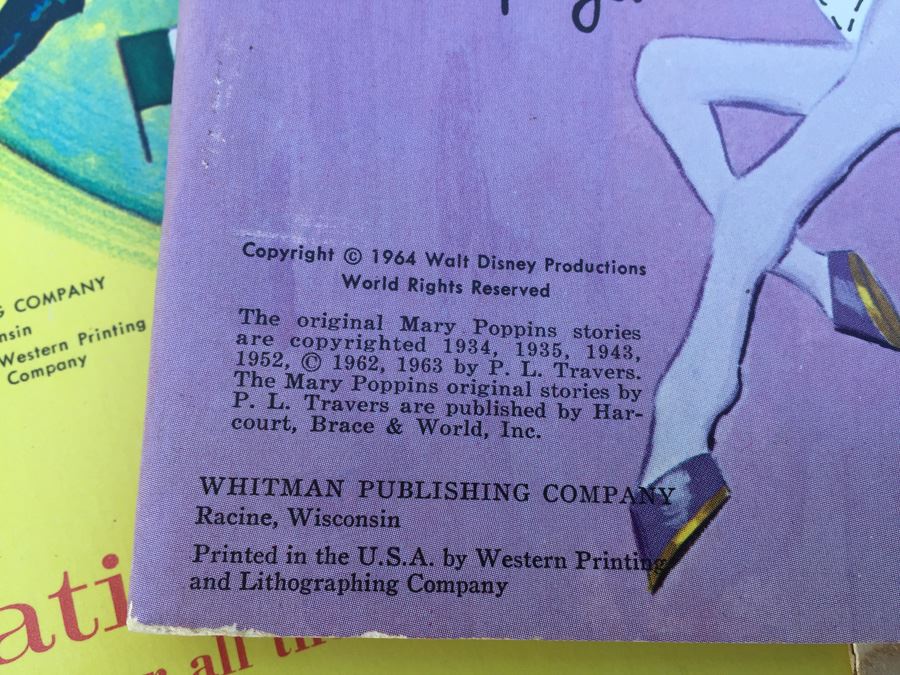 Copyright © 1964 Walt Disney Productions
World Rights Reserved
The original Mary Poppins stories
are copyrighted 1934, 1935, 1943,
1952, © 1962, 1963 by P. L. Travers.
The Mary Poppins original stories by
P. L. Travers are published by Har-
court, Brace & World, Inc.
WHITMAN PUBLISHING COMPANY
Racine, Wisconsin
Printed in the U.S.A. by Western Printing
and Lithographing Company
G COMPANY
nsin
Western Printing
Company
ati
r all th